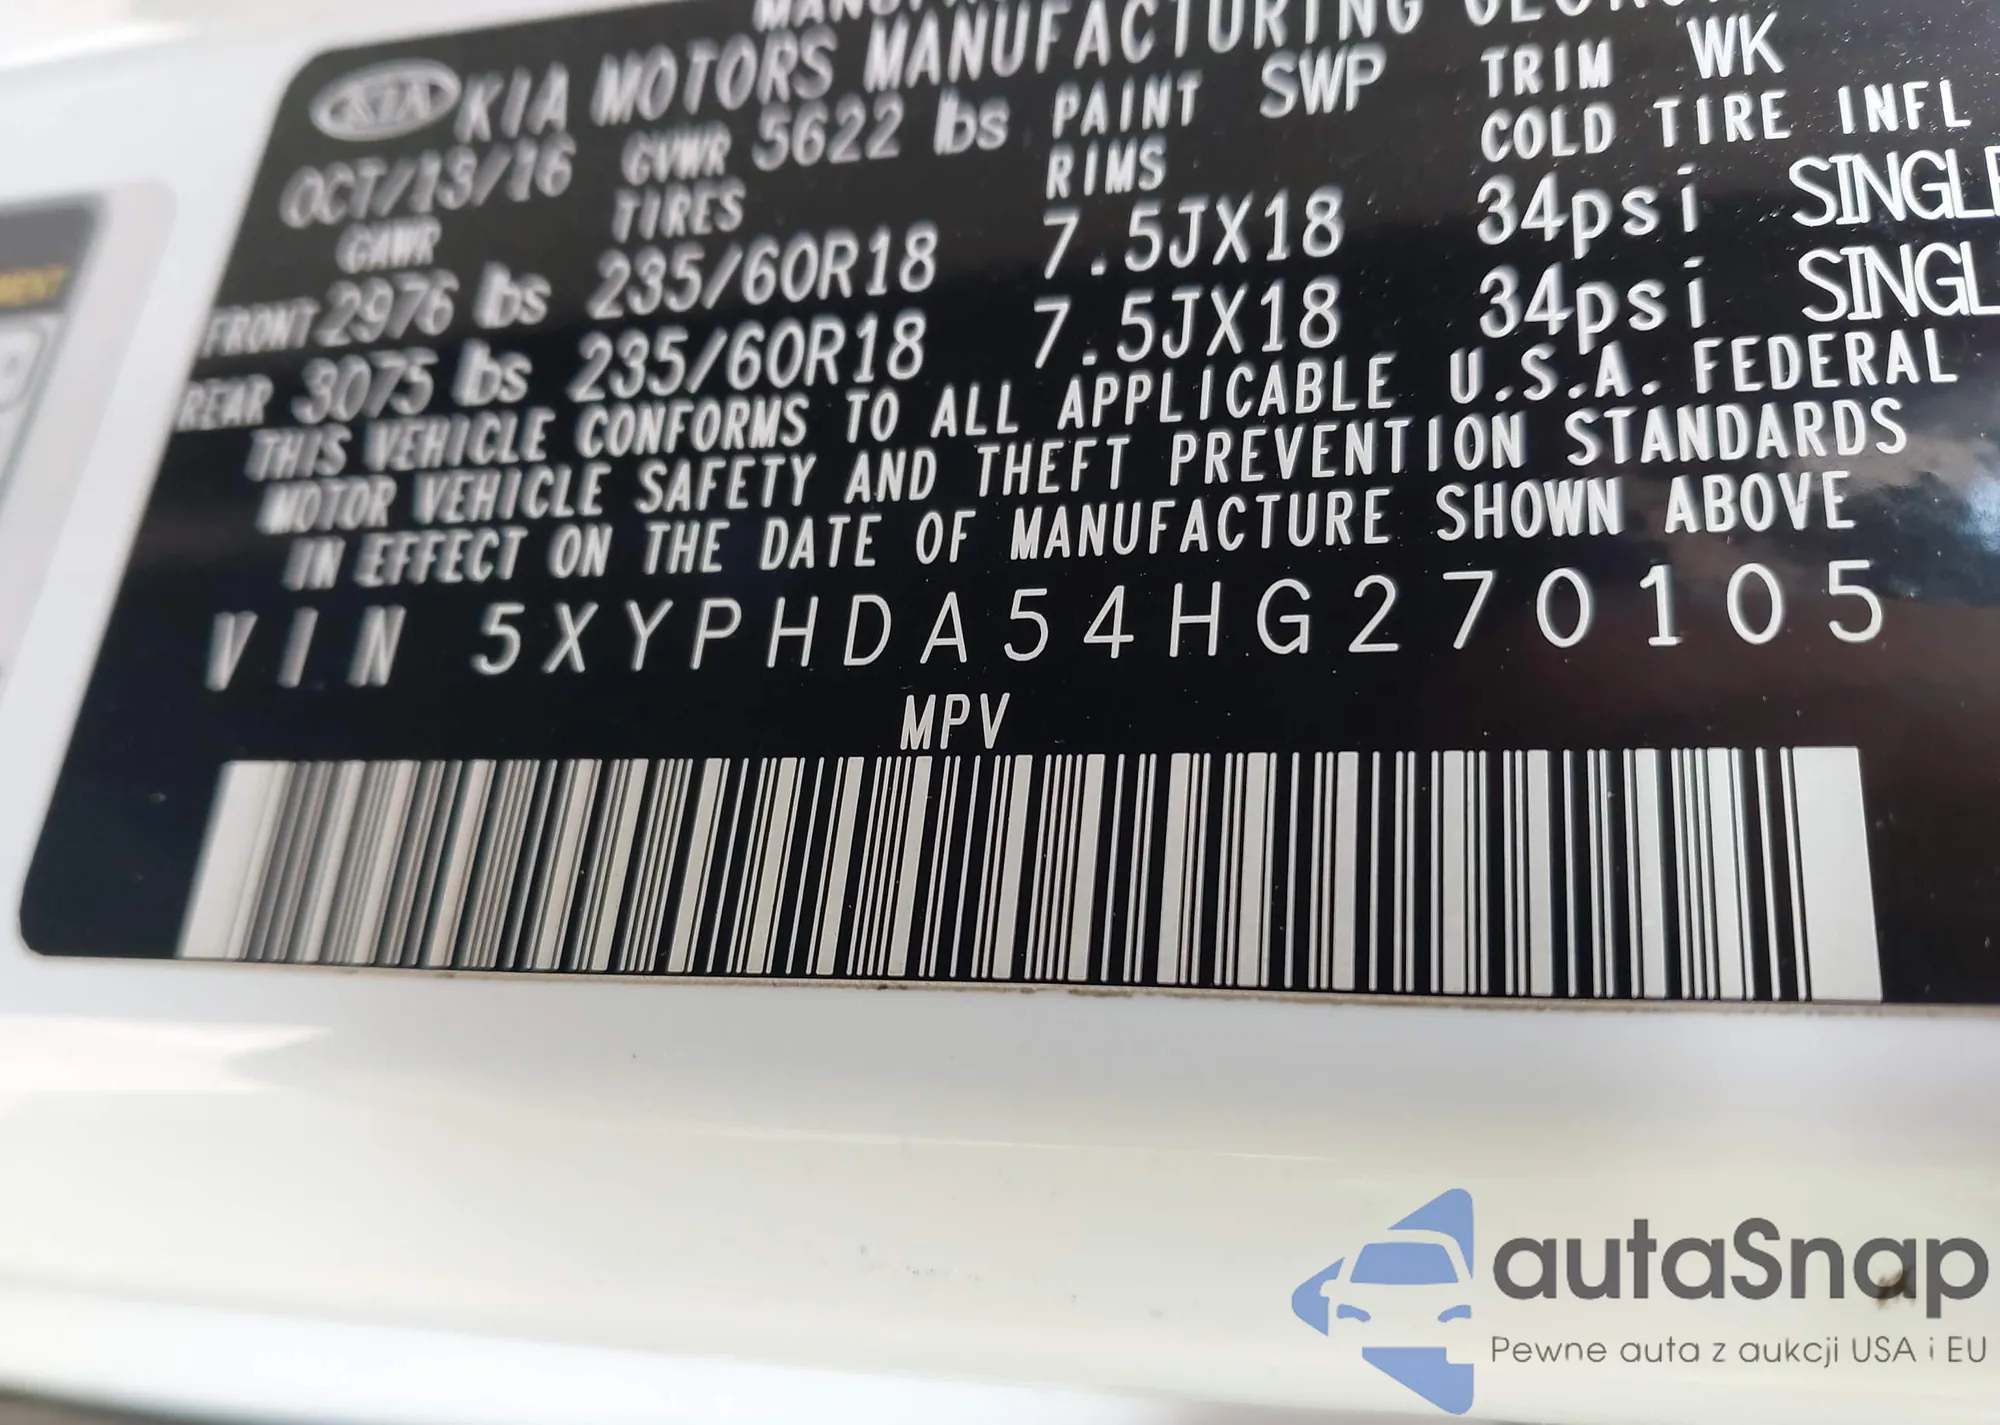 KIA KIA MOTORS MANUFACTURING
OCT/13/16 GVWR 5622 lbs PAINT SWP TRIM WK
GAWR TIRES RIMS COLD TIRE INFL
FRONT 2976 lbs 235/60R18 7.5JX18 34psi SINGLE
REAR 3075 lbs 235/60R18 7.5JX18 34psi SINGL
THIS VEHICLE CONFORMS TO ALL APPLICABLE U.S.A. FEDERAL
MOTOR VEHICLE SAFETY AND THEFT PREVENTION STANDARDS
IN EFFECT ON THE DATE OF MANUFACTURE SHOWN ABOVE
VIN 5XYPHDA54HG270105
MPV
autaSnap
Pewne auta z aukcji USA i EU